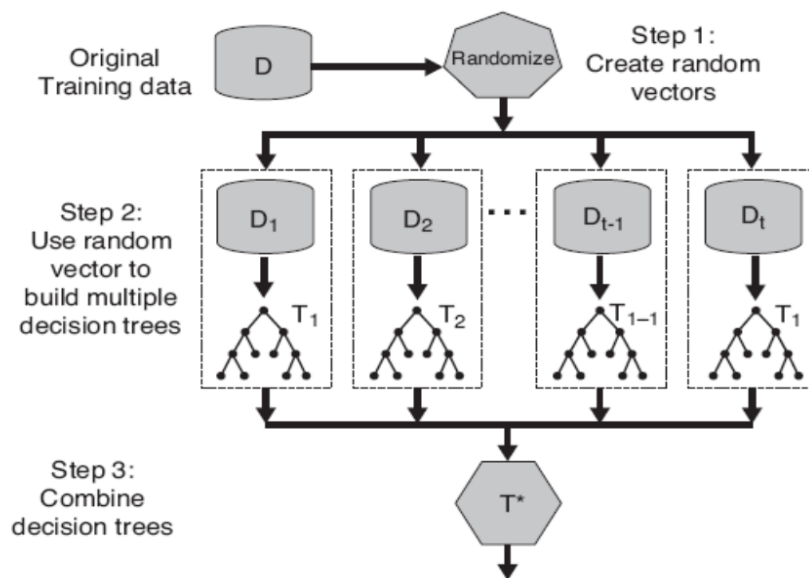 Original
Training data
D
Randomize
Step 1:
Create random
vectors
Step 2:
Use random
vector to
build multiple
decision trees
D1
D2
...
Dt-1
Dt
T1
T2
T1–1
T1
Step 3:
Combine
decision trees
T*